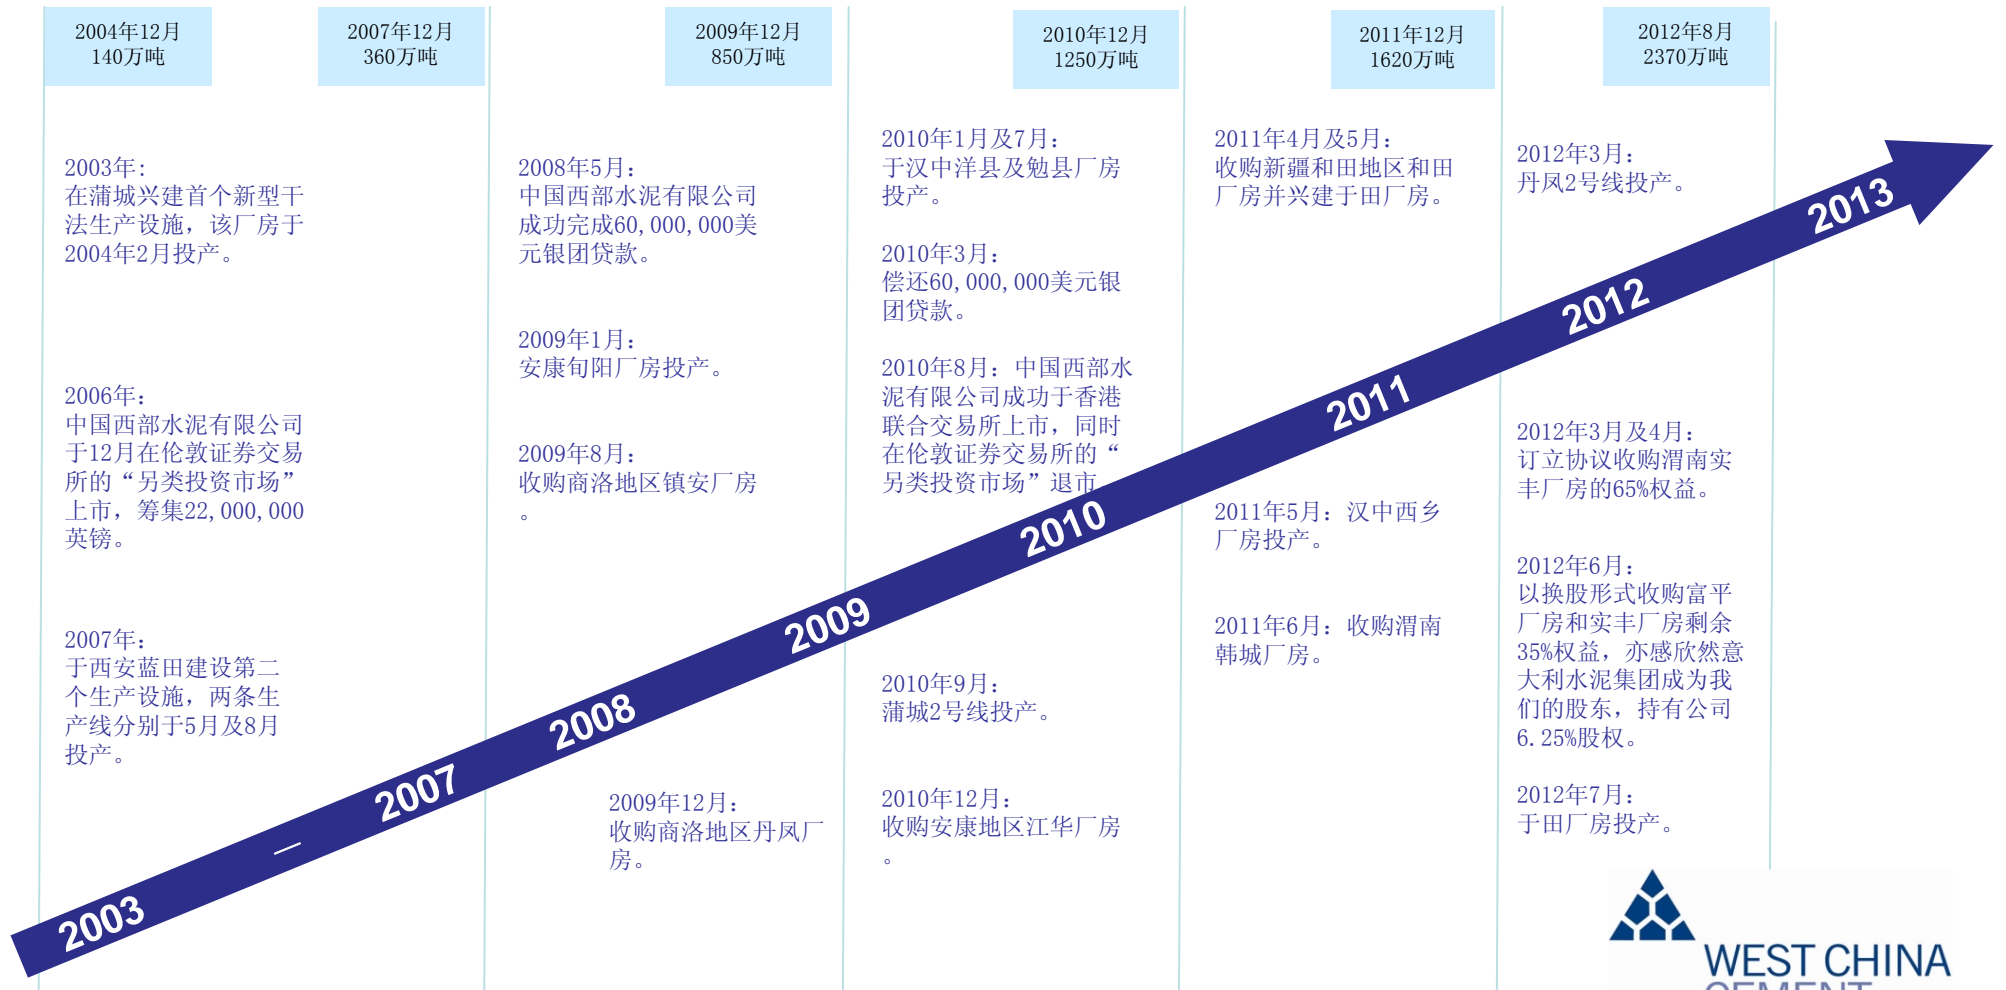 2004年12月
140万吨
2007年12月
360万吨
2009年12月
850万吨
2010年12月
1250万吨
2011年12月
1620万吨
2012年8月
2370万吨
2003年:
在蒲城兴建首个新型干
法生产设施，该厂房于
2004年2月投产。
2006年:
中国西部水泥有限公司
于12月在伦敦证券交易
所的“另类投资市场”
上市，筹集22,000,000
英镑。
2007年:
于西安蓝田建设第二
个生产设施，两条生
产线分别于5月及8月
投产。
2008年5月:
中国西部水泥有限公司
成功完成60,000,000美
元银团贷款。
2009年1月:
安康旬阳厂房投产。
2009年8月:
收购商洛地区镇安厂房
。
2009年12月:
收购商洛地区丹凤厂
房。
2010年1月及7月:
于汉中洋县及勉县厂房
投产。
2010年3月:
偿还60,000,000美元银
团贷款。
2010年8月: 中国西部水
泥有限公司成功于香港
联合交易所上市，同时
在伦敦证券交易所的“
另类投资市场”退市
2010年9月:
蒲城2号线投产。
2010年12月:
收购安康地区江华厂房
。
2011年4月及5月:
收购新疆和田地区和田
厂房并兴建于田厂房。
2011年5月: 汉中西乡
厂房投产。
2011年6月: 收购渭南
韩城厂房。
2012年3月:
丹凤2号线投产。
2012年3月及4月:
订立协议收购渭南实
丰厂房的65%权益。
2012年6月:
以换股形式收购富平
厂房和实丰厂房剩余
35%权益，亦感欣然意
大利水泥集团成为我
们的股东，持有公司
6.25%股权。
2012年7月:
于田厂房投产。
2003
—
2007
2008
2009
2010
2011
2012
2013
WEST CHINA
CEMENT